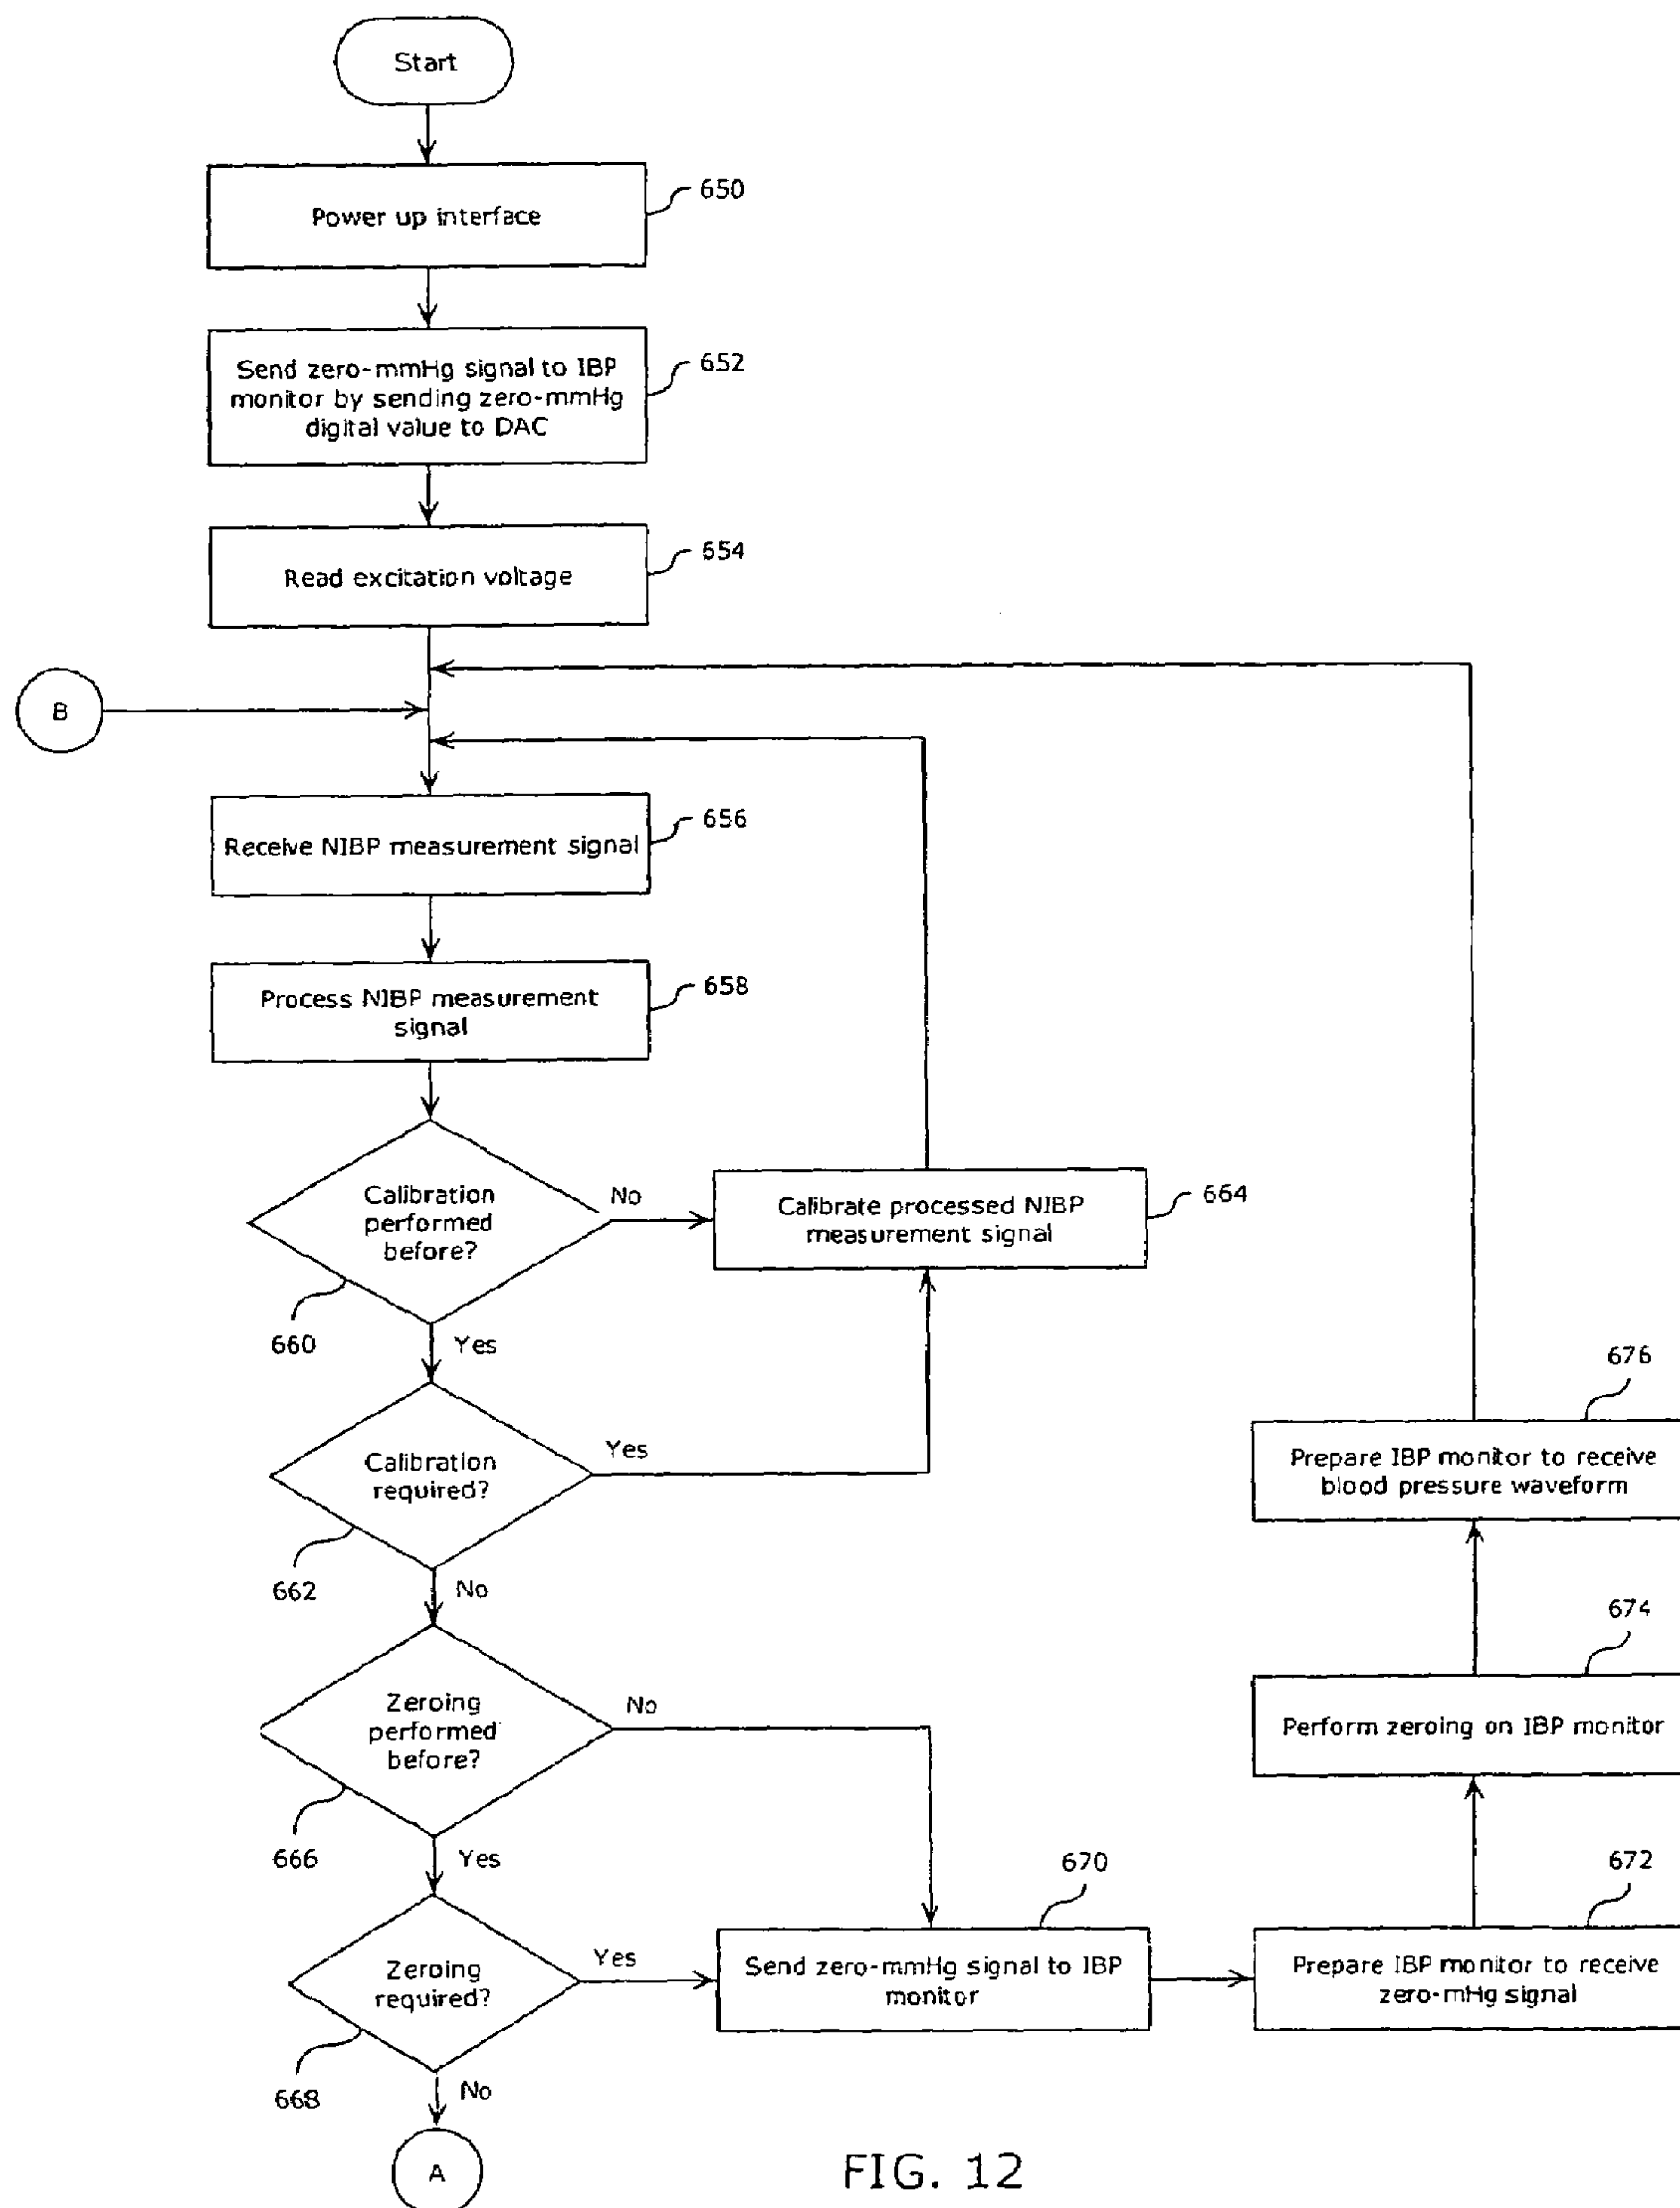 Start
Power up interface
650
Send zero-mmHg signal to IBP
monitor by sending zero-mmHg
digital value to DAC
652
Read excitation voltage
654
B
Receive NIBP measurement signal
656
Process NIBP measurement
signal
658
Calibration
performed
before?
660
No
Yes
Calibrate processed NIBP
measurement signal
664
Calibration
required?
662
Yes
No
Zeroing
performed
before?
666
No
Yes
Zeroing
required?
668
Yes
No
A
Send zero-mmHg signal to IBP
monitor
670
Prepare IBP monitor to receive
zero-mHg signal
672
Perform zeroing on IBP monitor
674
Prepare IBP monitor to receive
blood pressure waveform
676
FIG. 12